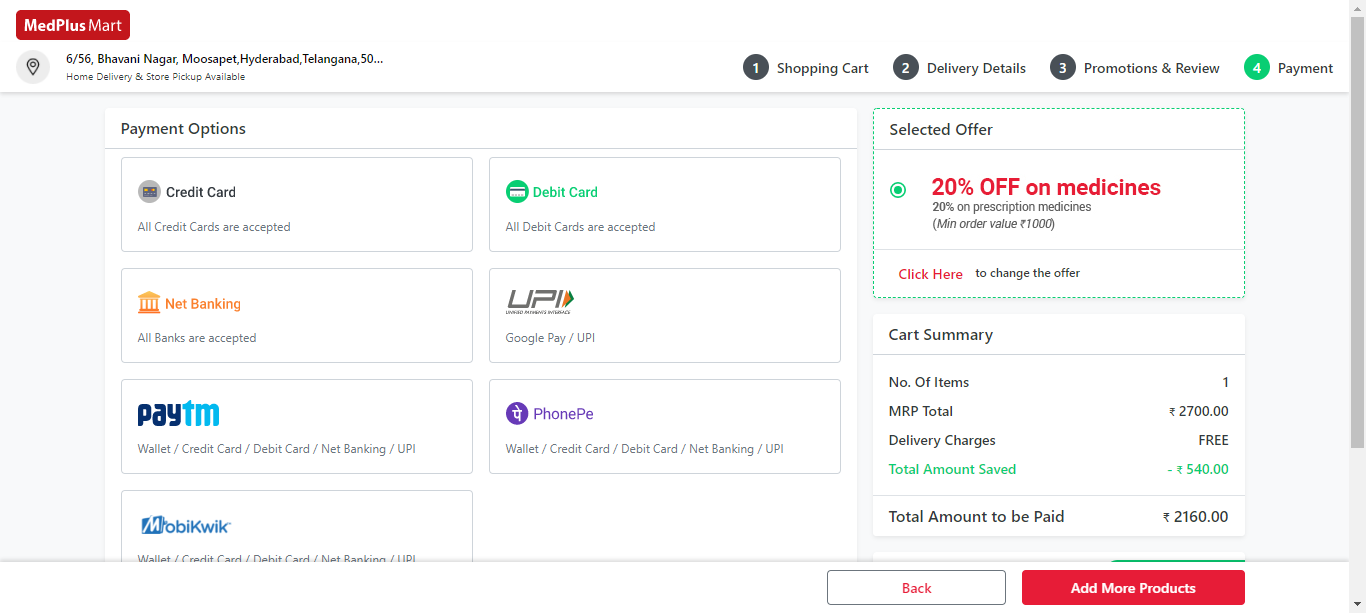 MedPlus Mart
6/56, Bhavani Nagar, Moosapet,Hyderabad,Telangana,50...
Home Delivery & Store Pickup Available
1 Shopping Cart
2 Delivery Details
3 Promotions & Review
4 Payment
Payment Options
Credit Card
All Credit Cards are accepted
Debit Card
All Debit Cards are accepted
Net Banking
All Banks are accepted
UPI
UNIFIED PAYMENTS INTERFACE
Google Pay / UPI
paytm
Wallet / Credit Card / Debit Card / Net Banking / UPI
पे PhonePe
Wallet / Credit Card / Debit Card / Net Banking / UPI
MobiKwik
Wallet / Credit Card / Debit Card / Net Banking / UPI
Selected Offer
20% OFF on medicines
20% on prescription medicines
(Min order value ₹1000)
Click Here to change the offer
Cart Summary
No. Of Items 1
MRP Total ₹ 2700.00
Delivery Charges FREE
Total Amount Saved - ₹ 540.00
Total Amount to be Paid ₹ 2160.00
Back
Add More Products